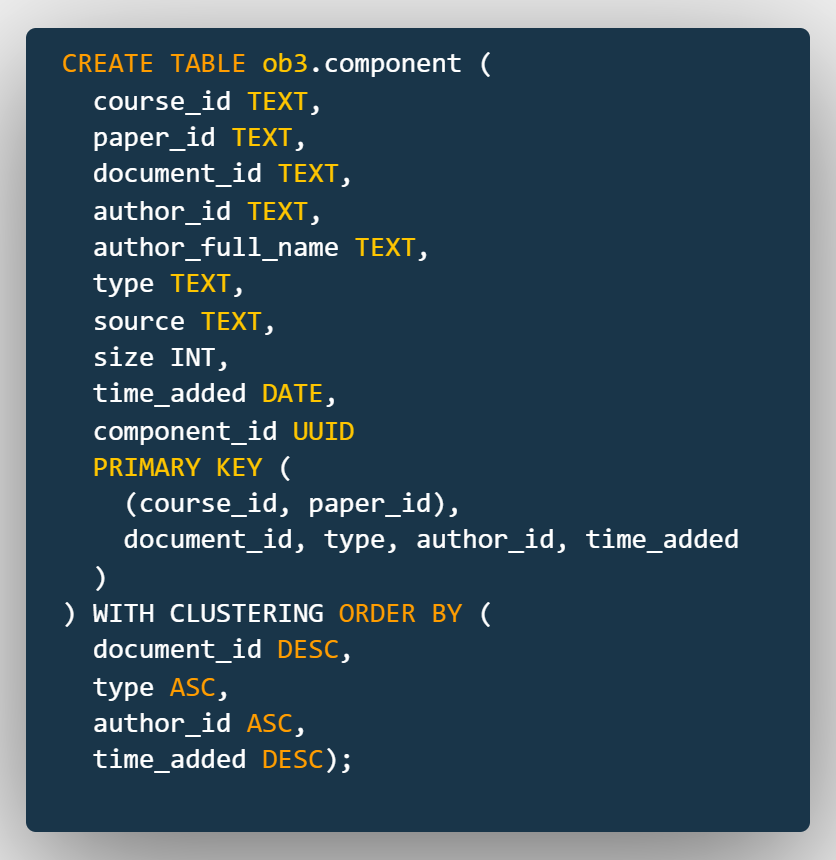 CREATE TABLE ob3.component (
course_id TEXT,
paper_id TEXT,
document_id TEXT,
author_id TEXT,
author_full_name TEXT,
type TEXT,
source TEXT,
size INT,
time_added DATE,
component_id UUID
PRIMARY KEY (
(course_id, paper_id),
document_id, type, author_id, time_added
)
) WITH CLUSTERING ORDER BY (
document_id DESC,
type ASC,
author_id ASC,
time_added DESC);